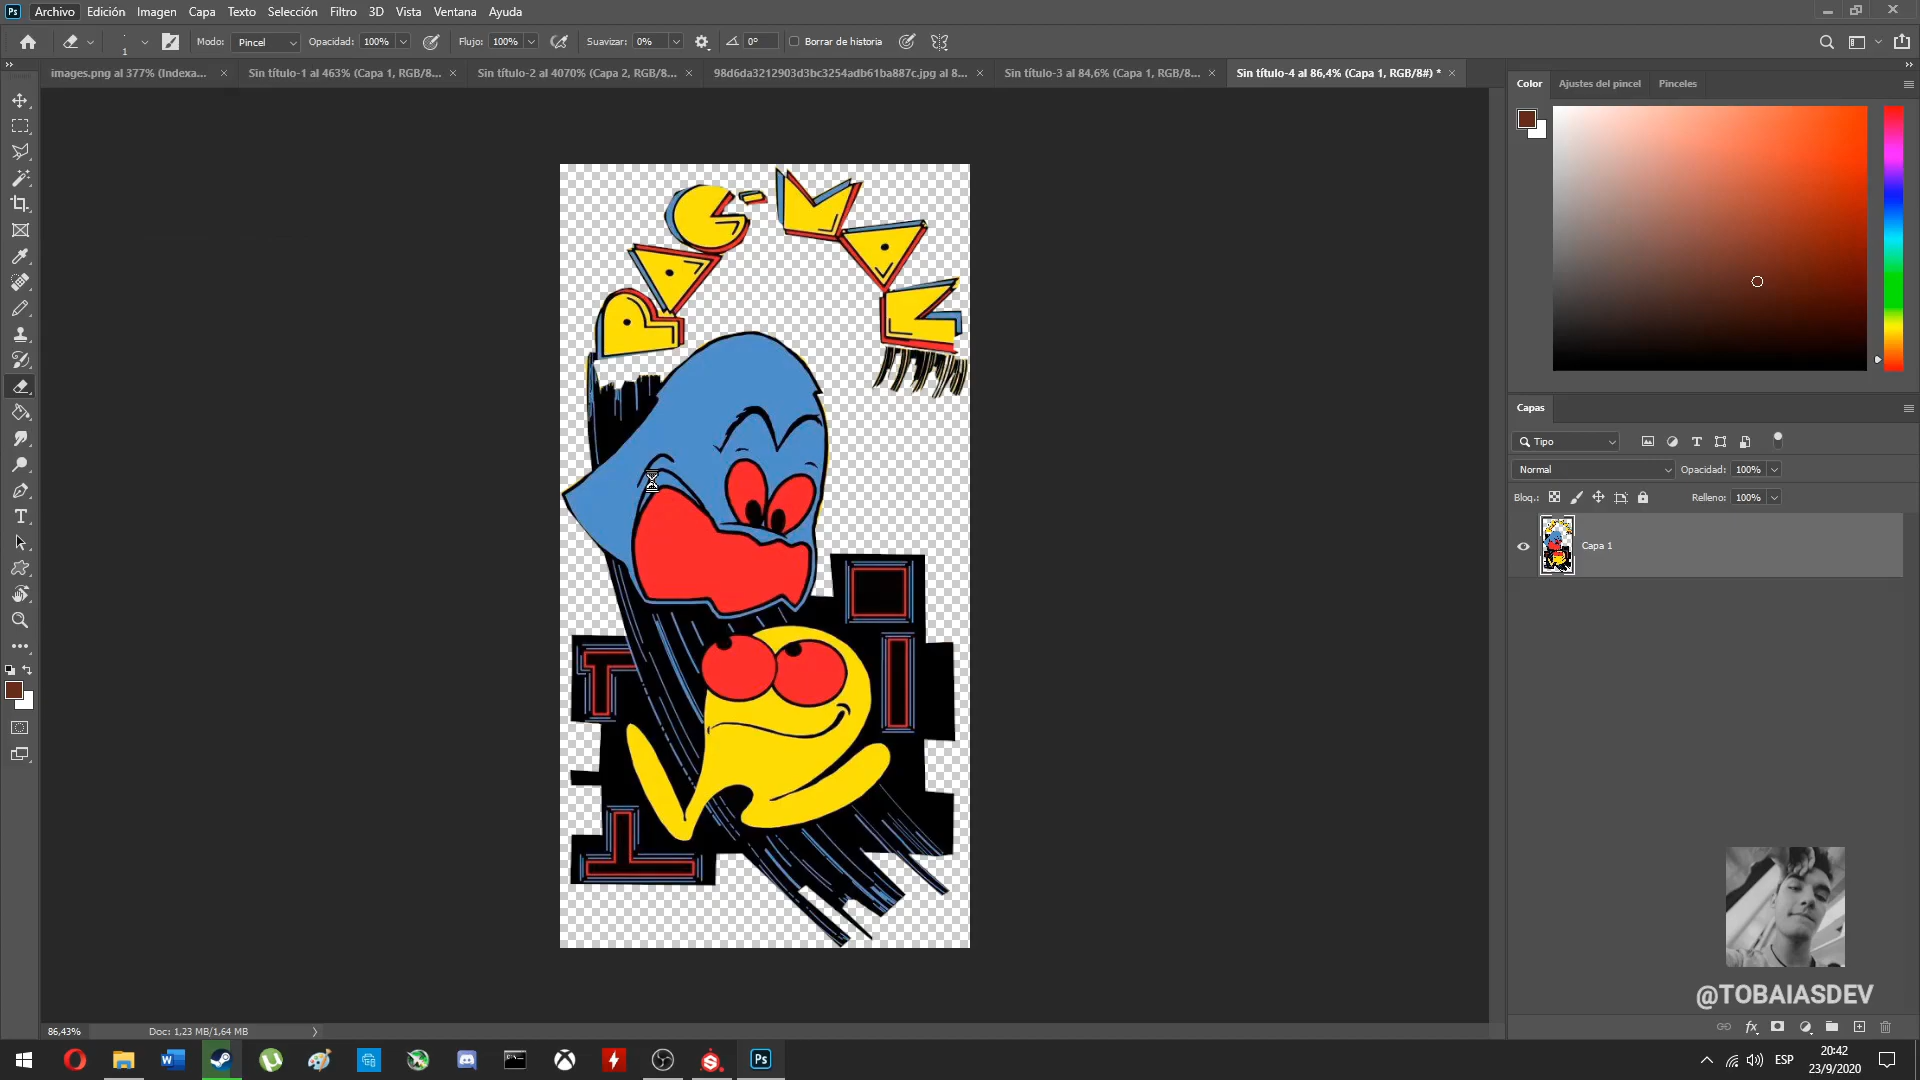 Ps Archivo Edición Imagen Capa Texto Selección Filtro 3D Vista Ventana Ayuda
1 Modo: Pincel Opacidad: 100% Flujo: 100% Suavizar: 0% 0° Borrar de historia
images.png al 377% (Indexa... × Sin título-1 al 463% (Capa 1, RGB/8... × Sin título-2 al 4070% (Capa 2, RGB/8... × 98d6da3212903d3bc3254adb61ba887c.jpg al 8... × Sin título-3 al 84,6% (Capa 1, RGB/8... × Sin título-4 al 86,4% (Capa 1, RGB/8#) * ×
Color Ajustes del pincel Pinceles
PAC-MAN
Capas
Tipo
Normal Opacidad: 100%
Bloq.: Relleno: 100%
Capa 1
@TOBAIASDEV
86,43% Doc: 1,23 MB/1,64 MB
ESP
20:42
23/9/2020